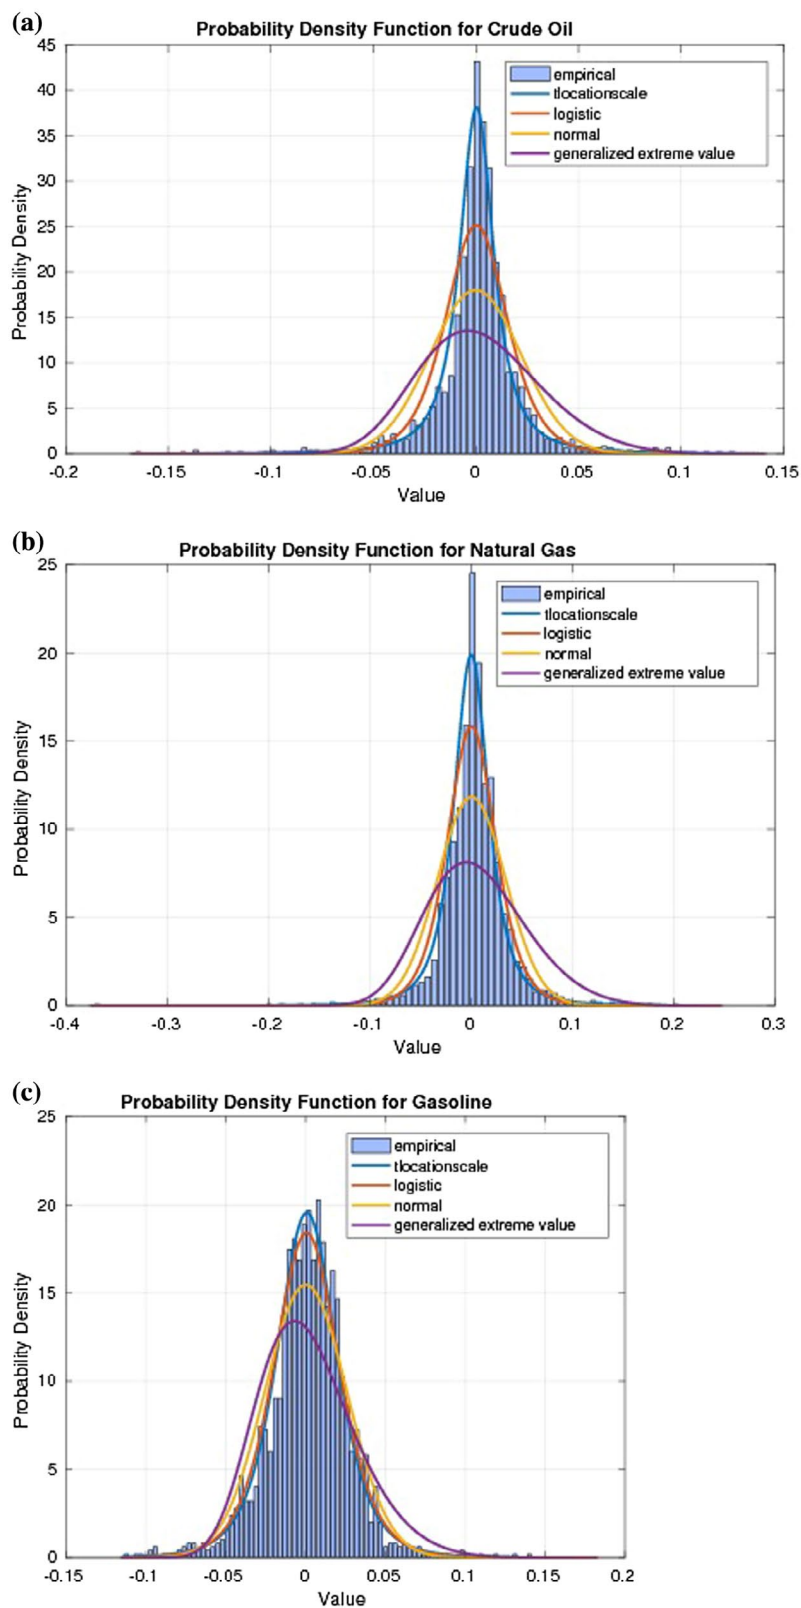 (a)
Probability Density Function for Crude Oil
45
40
35
30
25
20
15
10
5
0
Probability Density
empirical
tlocationscale
logistic
normal
generalized extreme value
-0.2 -0.15 -0.1 -0.05 0 0.05 0.1 0.15
Value
(b)
Probability Density Function for Natural Gas
25
20
15
10
5
0
Probability Density
empirical
tlocationscale
logistic
normal
generalized extreme value
-0.4 -0.3 -0.2 -0.1 0 0.1 0.2 0.3
Value
(c)
Probability Density Function for Gasoline
25
20
15
10
5
0
Probability Density
empirical
tlocationscale
logistic
normal
generalized extreme value
-0.15 -0.1 -0.05 0 0.05 0.1 0.15 0.2
Value